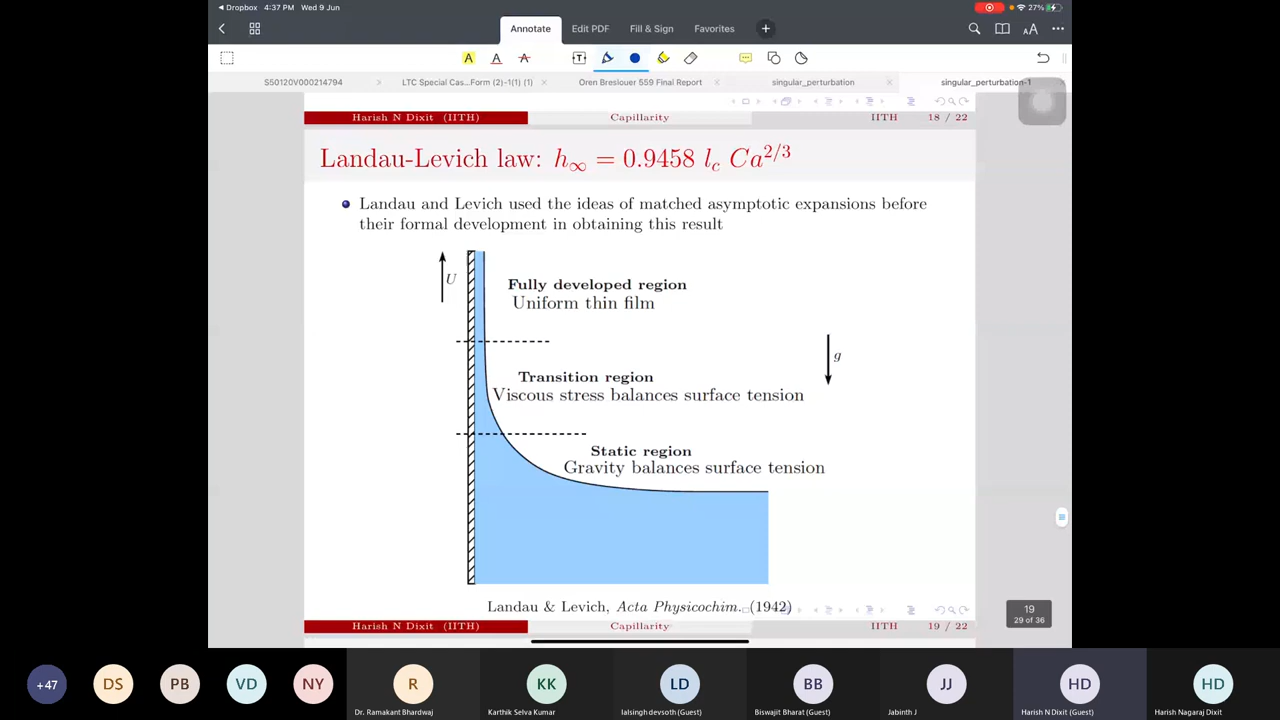 Dropbox 4:37 PM Wed 9 Jun 27%
Annotate Edit PDF Fill & Sign Favorites
S50120V000214794 LTC Special Cas...Form (2)-1(1) (1) Oren Breslouer 559 Final Report singular_perturbation singular_perturbation-1
Harish N Dixit (IITH) Capillarity IITH 18 / 22
Landau-Levich law: h∞ = 0.9458 l_c Ca^{2/3}
Landau and Levich used the ideas of matched asymptotic expansions before
their formal development in obtaining this result
U
Fully developed region
Uniform thin film
g
Transition region
Viscous stress balances surface tension
Static region
Gravity balances surface tension
Landau & Levich, Acta Physicochim. (1942)
19
29 of 36
Harish N Dixit (IITH) Capillarity IITH 19 / 22
+47 DS PB VD NY R KK LD BB JJ HD HD
Dr. Ramakant Bhardwaj Karthik Selva Kumar lalsingh devsoth (Guest) Biswajit Bharat (Guest) Jabinth J Harish N Dixit (Guest) Harish Nagaraj Dixit